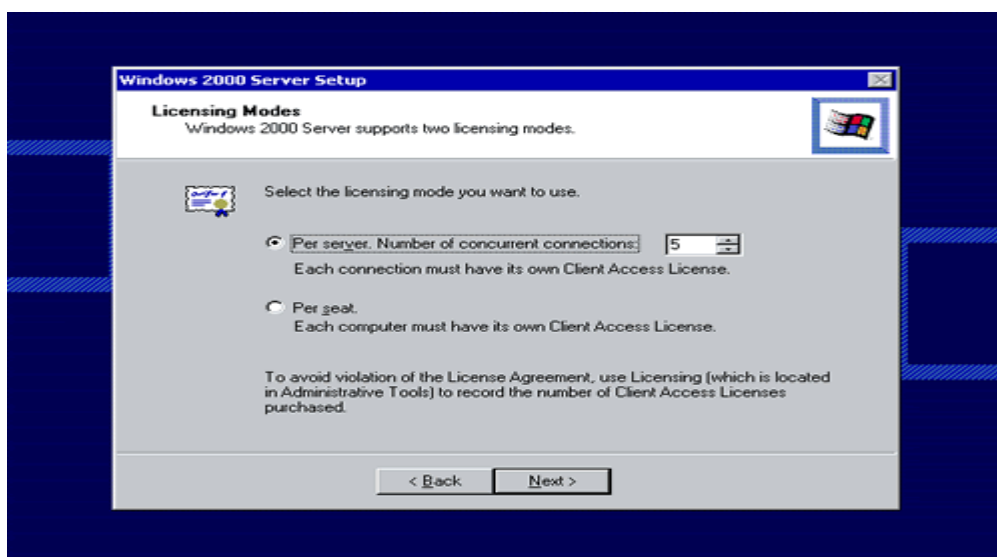 Windows 2000 Server Setup
Licensing Modes
Windows 2000 Server supports two licensing modes.
Select the licensing mode you want to use.
Per server. Number of concurrent connections: 5
Each connection must have its own Client Access License.
Per seat.
Each computer must have its own Client Access License.
To avoid violation of the License Agreement, use Licensing (which is located
in Administrative Tools) to record the number of Client Access Licenses
purchased.
< Back Next >